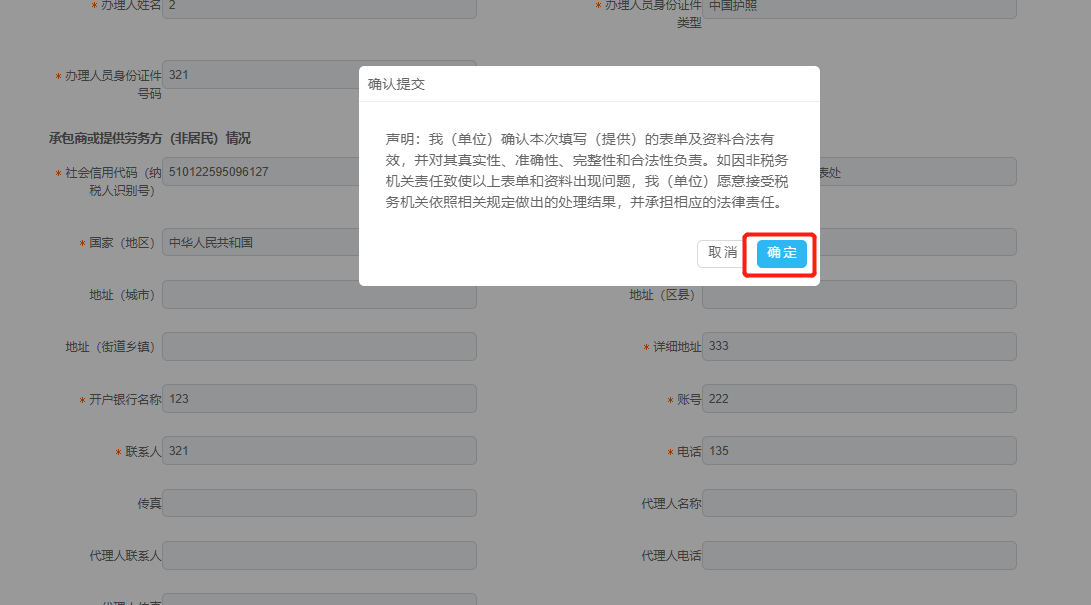 * 办理人姓名 2
* 办理人员身份证件类型 中国护照
* 办理人员身份证件号码 321
确认提交
声明：我（单位）确认本次填写（提供）的表单及资料合法有
效，并对其真实性、准确性、完整性和合法性负责。如因非税务
机关责任致使以上表单和资料出现问题，我（单位）愿意接受税
务机关依照相关规定做出的处理结果，并承担相应的法律责任。
取消 确定
承包商或提供劳务方（非居民）情况
* 社会信用代码（纳税人识别号） 510122595096127
表处
* 国家（地区） 中华人民共和国
地址（城市）
地址（区县）
地址（街道乡镇）
* 详细地址 333
* 开户银行名称 123
* 账号 222
* 联系人 321
* 电话 135
传真
代理人名称
代理人联系人
代理人电话
代理人传真